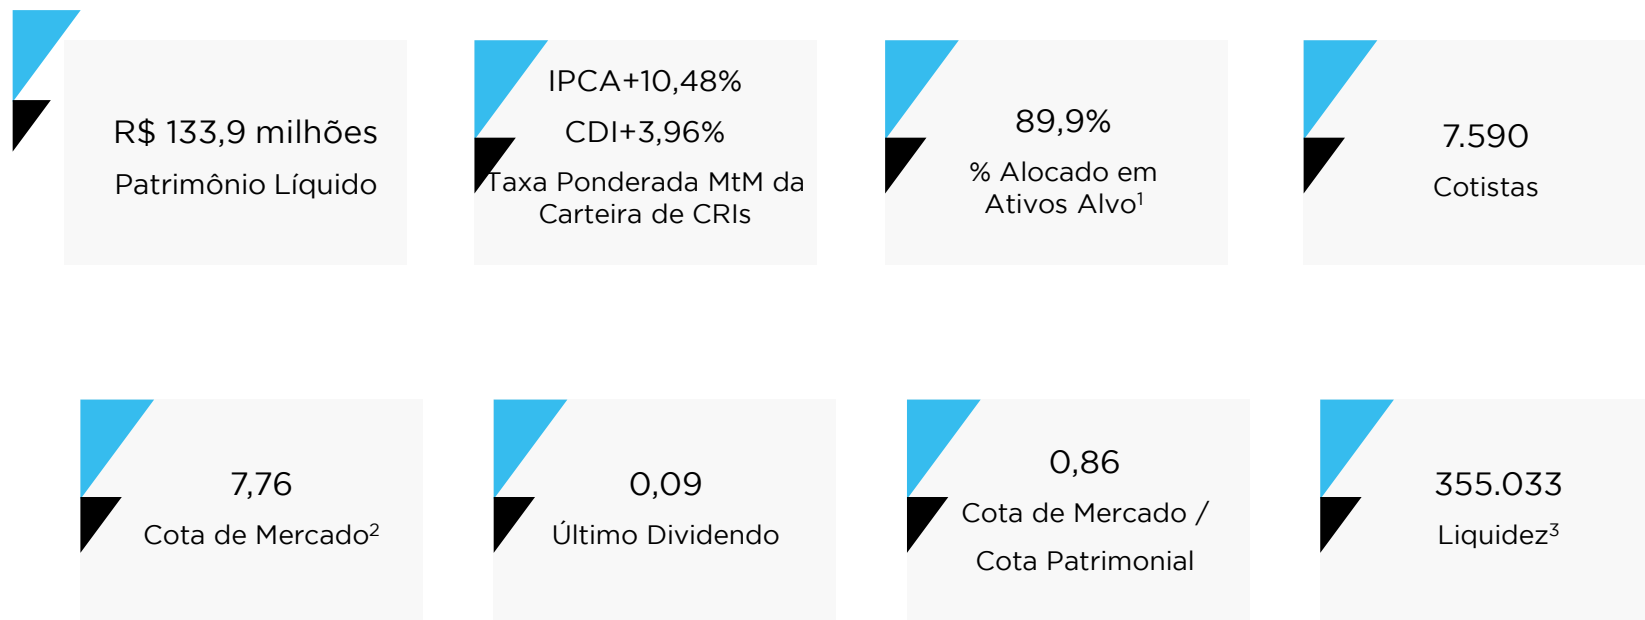 R$ 133,9 milhões
Patrimônio Líquido
IPCA+10,48%
CDI+3,96%
Taxa Ponderada MtM da
Carteira de CRIs
89,9%
% Alocado em
Ativos Alvo¹
7.590
Cotistas
7,76
Cota de Mercado²
0,09
Último Dividendo
0,86
Cota de Mercado /
Cota Patrimonial
355.033
Liquidez³